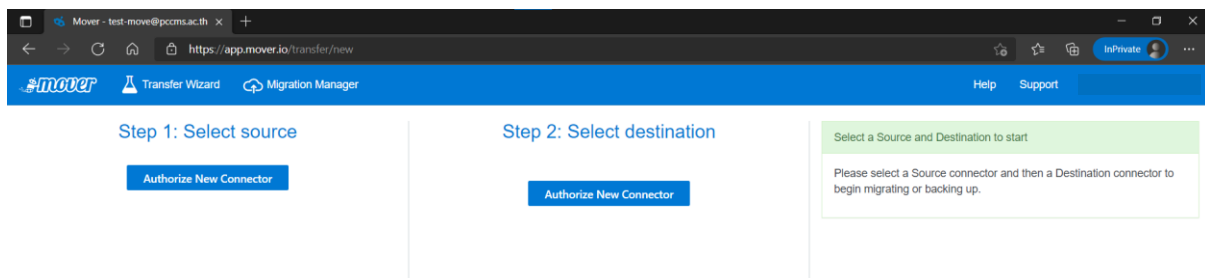 Mover - test-move@pccms.ac.th
https://app.mover.io/transfer/new
InPrivate
mover
Transfer Wizard
Migration Manager
Help
Support
Step 1: Select source
Authorize New Connector
Step 2: Select destination
Authorize New Connector
Select a Source and Destination to start
Please select a Source connector and then a Destination connector to
begin migrating or backing up.